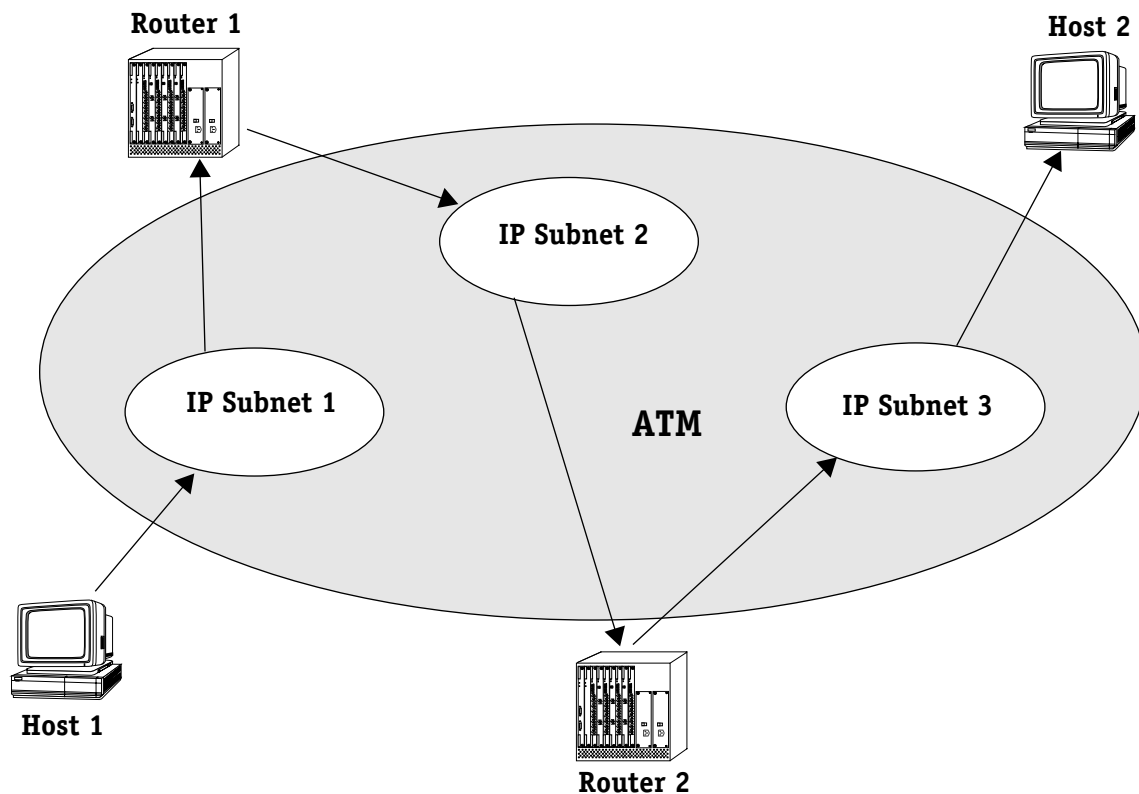 Router 1
Host 2
IP Subnet 2
IP Subnet 1
IP Subnet 3
ATM
Host 1
Router 2